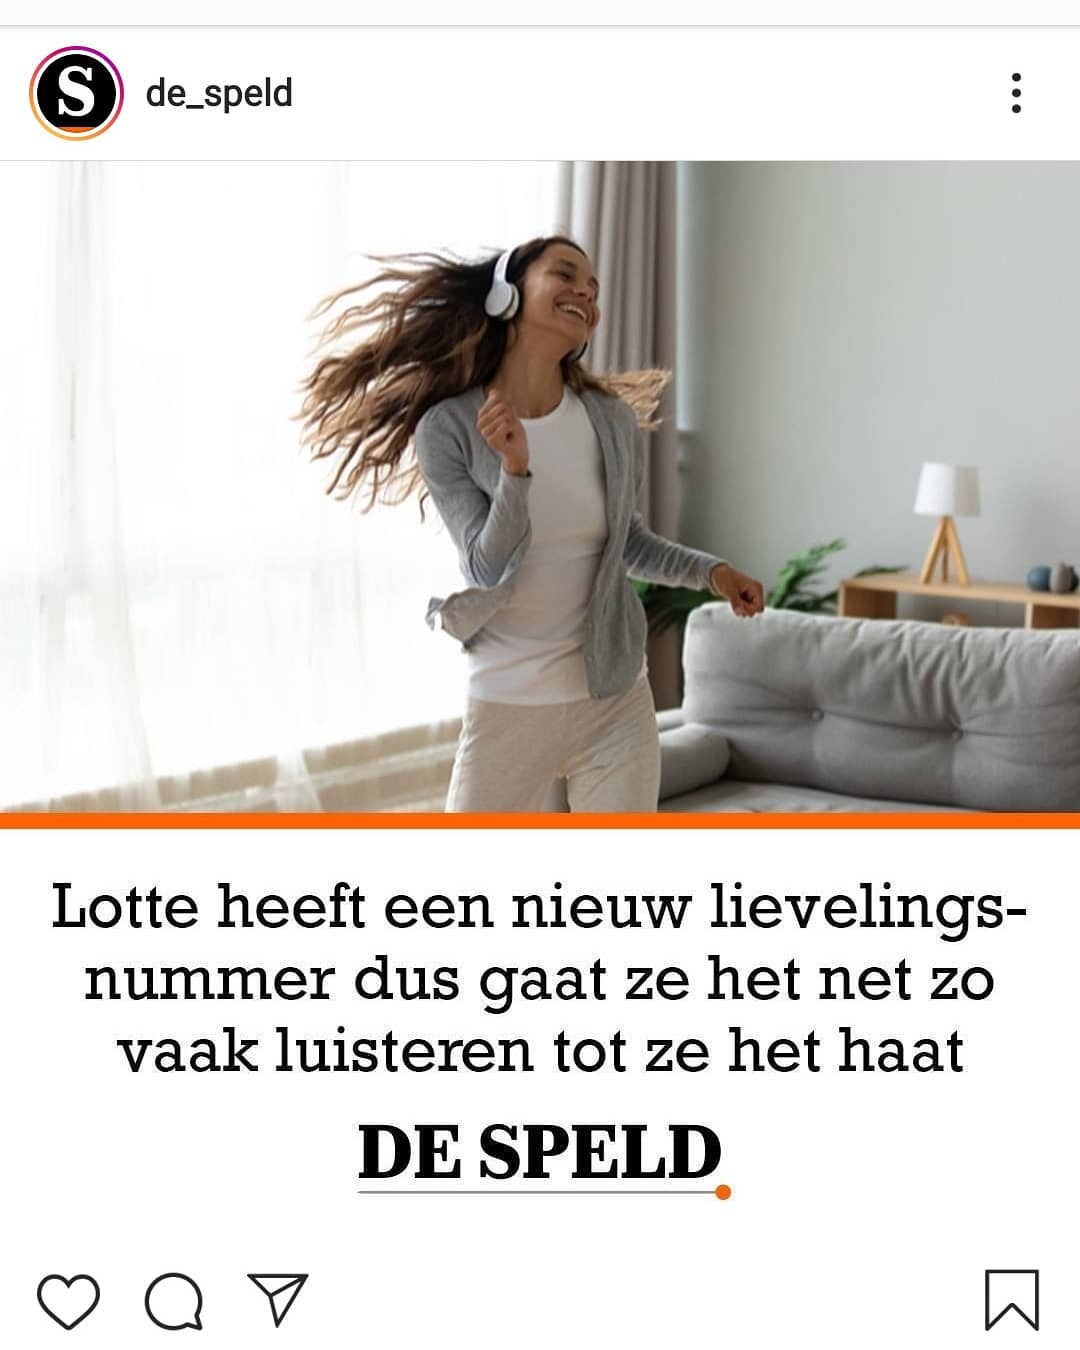 S
de_speld
Lotte heeft een nieuw lievelings-
nummer dus gaat ze het net zo
vaak luisteren tot ze het haat
DE SPELD